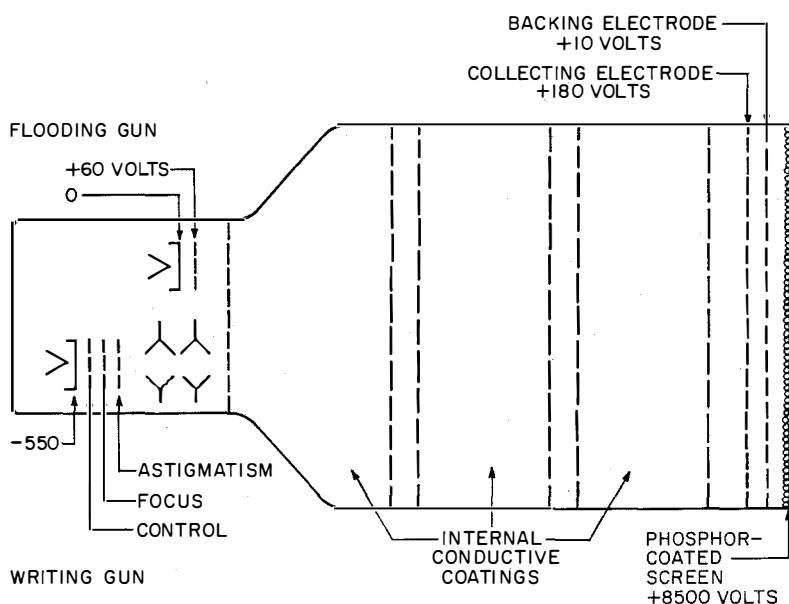 BACKING ELECTRODE
+10 VOLTS
COLLECTING ELECTRODE
+180 VOLTS
FLOODING GUN
+60 VOLTS
0
-550
ASTIGMATISM
FOCUS
CONTROL
INTERNAL
CONDUCTIVE
COATINGS
PHOSPHOR-
COATED
SCREEN
+8500 VOLTS
WRITING GUN